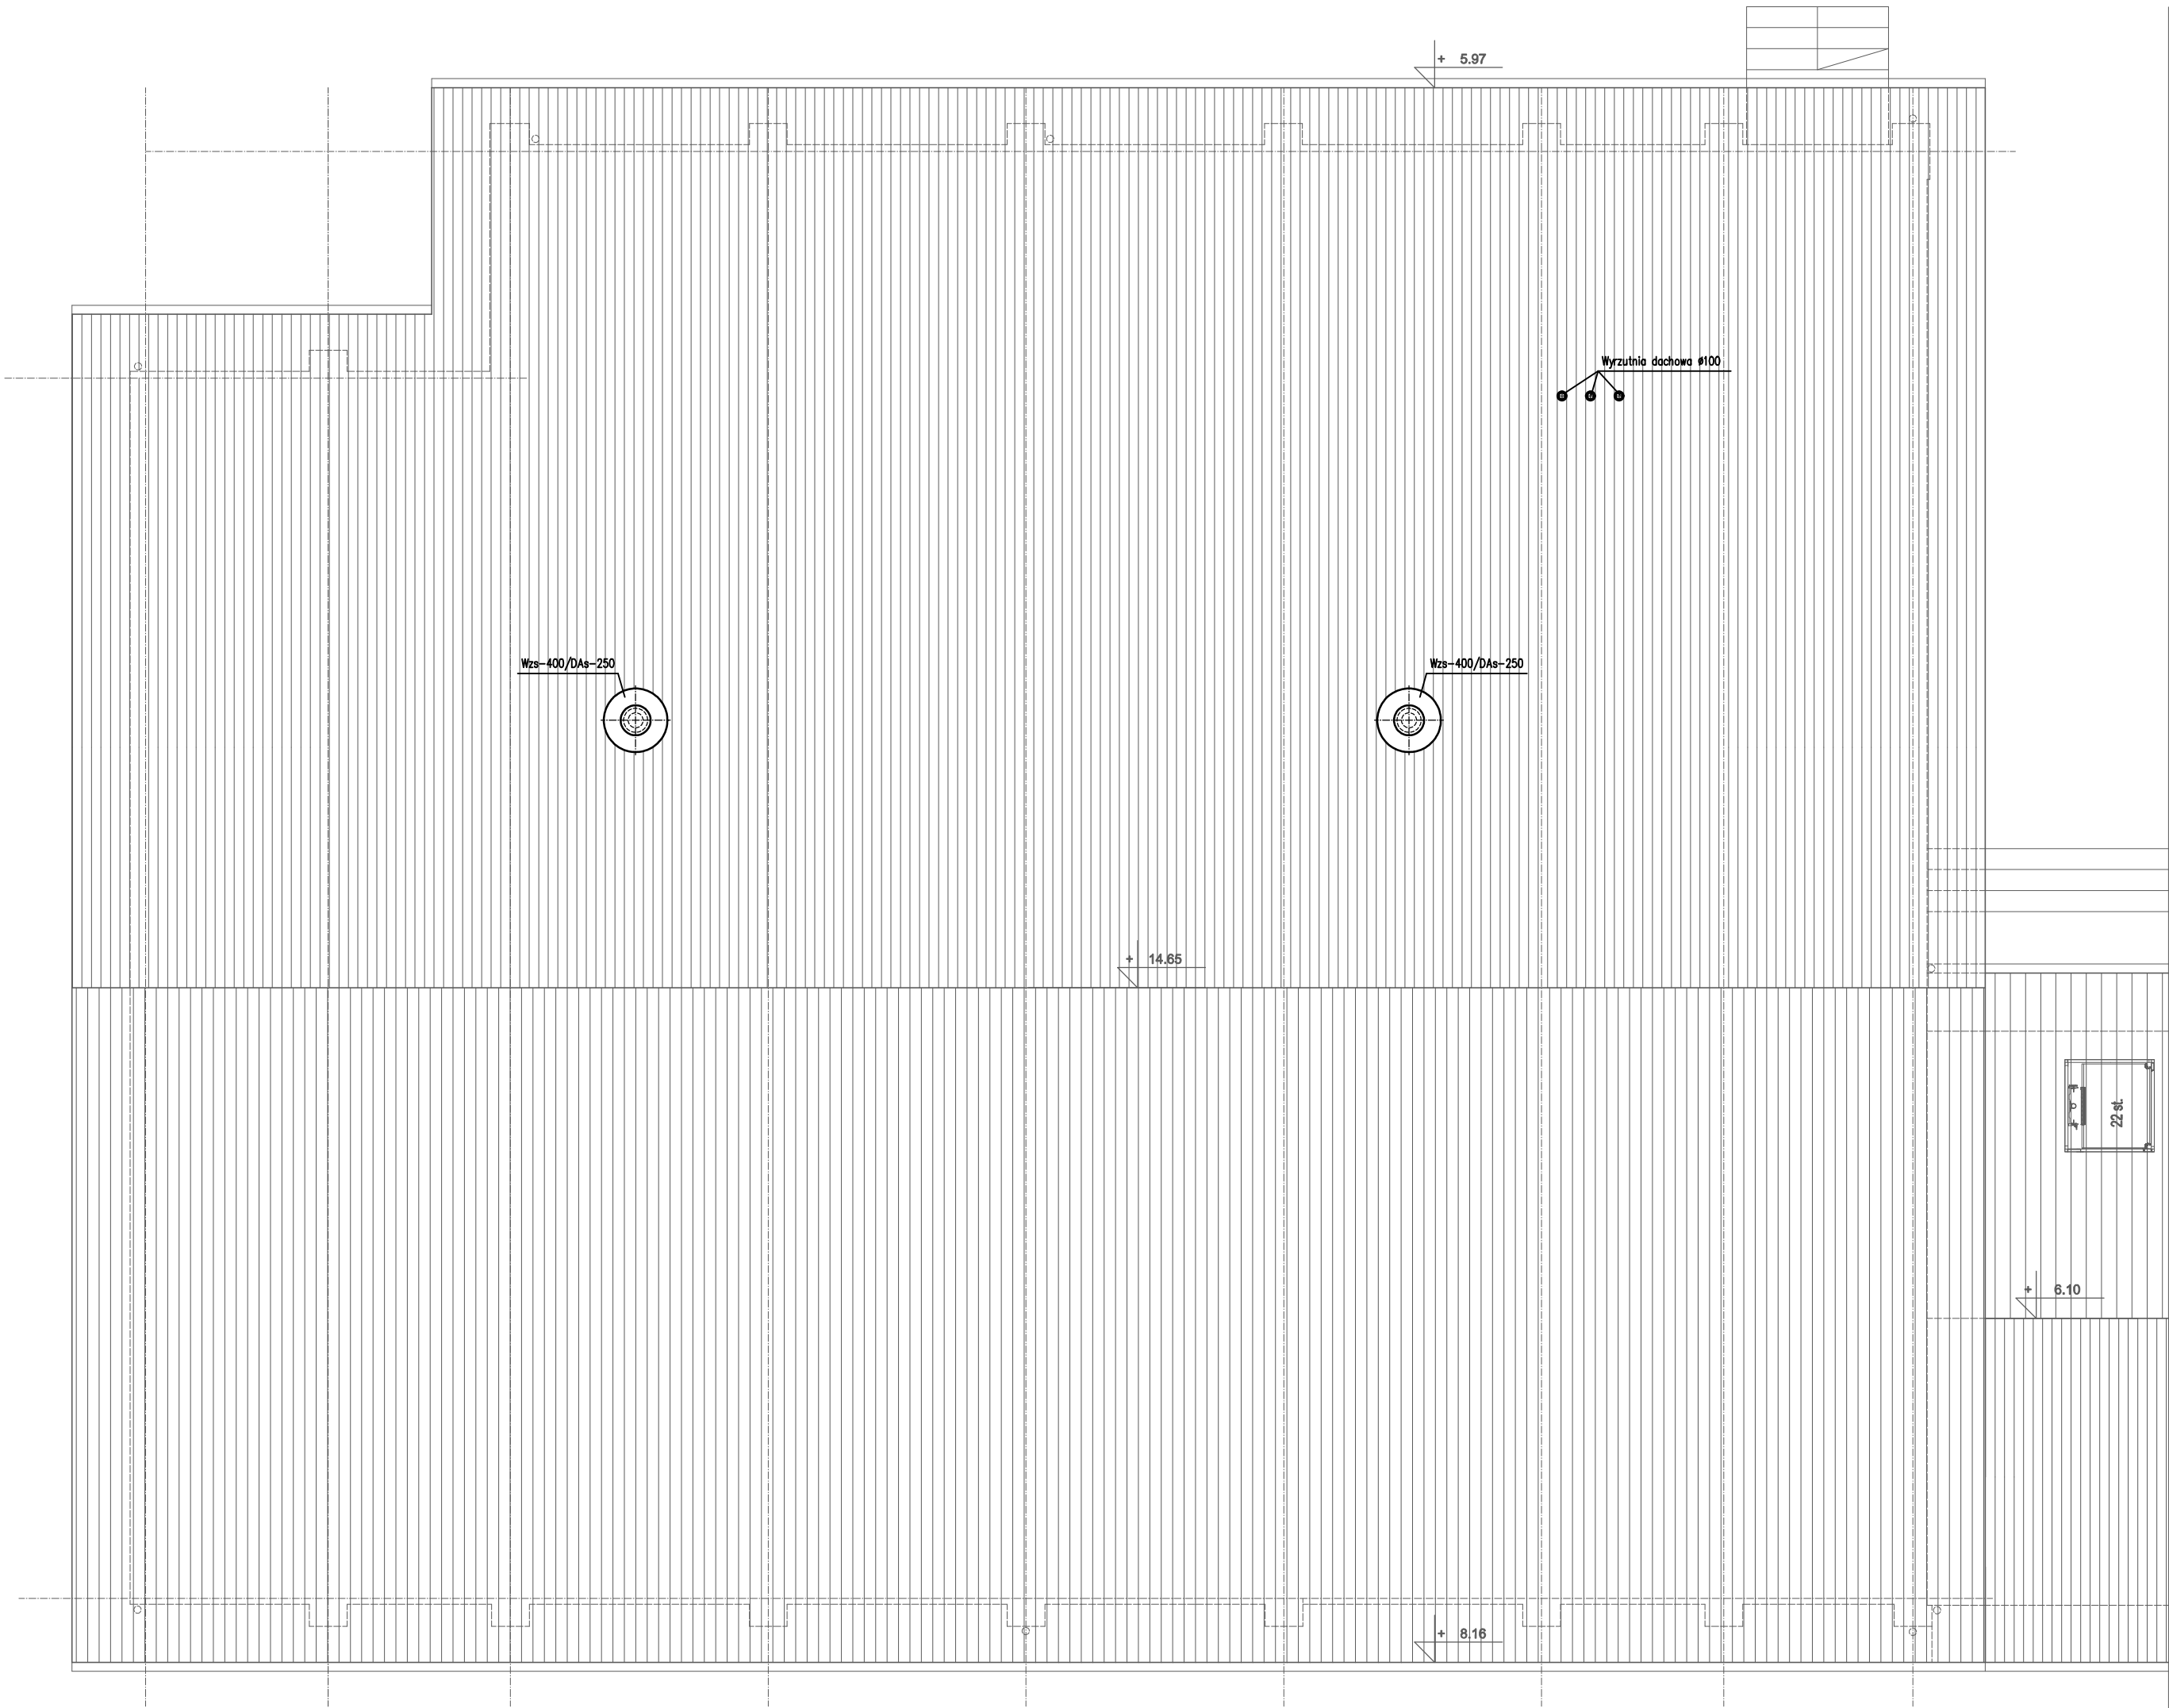 + 5.97
Wyrzutnia dachowa ø100
Wzs-400/DAs-250
Wzs-400/DAs-250
+ 14.65
22 st.
+ 6.10
+ 8.16